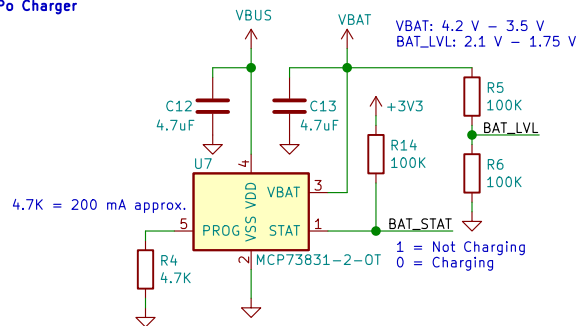 Po Charger
VBUS
VBAT
VBAT: 4.2 V - 3.5 V
BAT_LVL: 2.1 V - 1.75 V
C12
4.7uF
C13
4.7uF
+3V3
R5
100K
BAT_LVL
R14
100K
R6
100K
U7
4
VDD
VBAT
3
4.7K = 200 mA approx.
5
PROG
VSS
STAT
1
BAT_STAT
2
MCP73831-2-OT
1 = Not Charging
0 = Charging
R4
4.7K